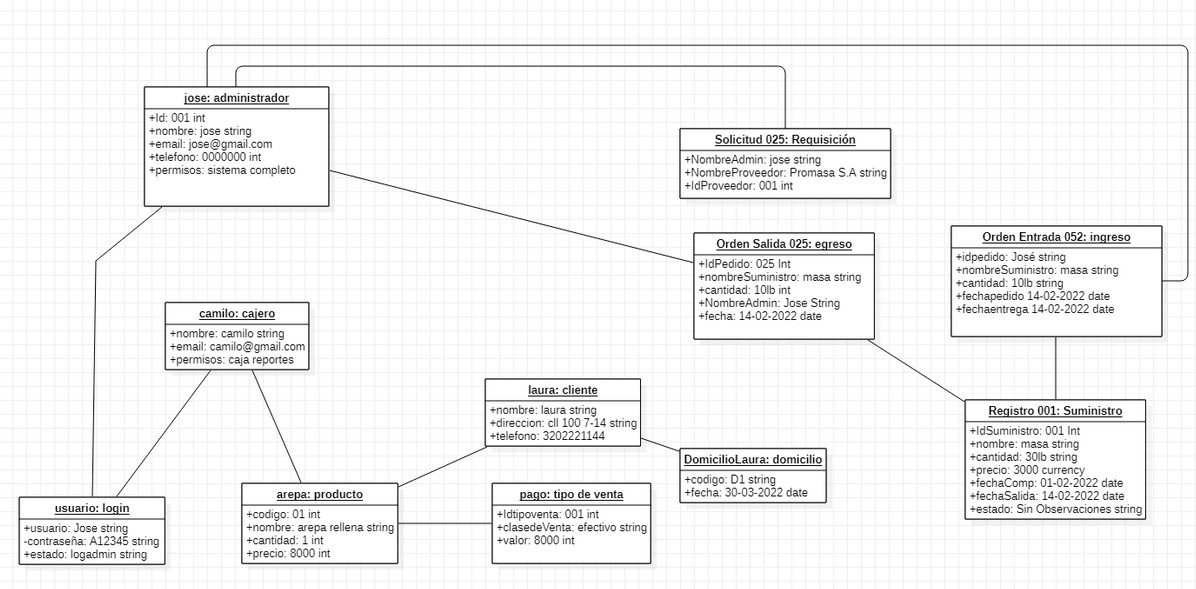 jose: administrador
+Id: 001 int
+nombre: jose string
+email: jose@gmail.com
+telefono: 0000000 int
+permisos: sistema completo
Solicitud 025: Requisición
+NombreAdmin: jose string
+NombreProveedor: Promasa S.A string
+IdProveedor: 001 int
Orden Salida 025: egreso
+IdPedido: 025 Int
+nombreSuministro: masa string
+cantidad: 10lb int
+NombreAdmin: Jose String
+fecha: 14-02-2022 date
Orden Entrada 052: ingreso
+idpedido: José string
+nombreSuministro: masa string
+cantidad: 10lb string
+fechapedido 14-02-2022 date
+fechaentrega 14-02-2022 date
camilo: cajero
+nombre: camilo string
+email: camilo@gmail.com
+permisos: caja reportes
laura: cliente
+nombre: laura string
+direccion: cll 100 7-14 string
+telefono: 3202221144
Registro 001: Suministro
+IdSuministro: 001 Int
+nombre: masa string
+cantidad: 30lb string
+precio: 3000 currency
+fechaComp: 01-02-2022 date
+fechaSalida: 14-02-2022 date
+estado: Sin Observaciones string
DomicilioLaura: domicilio
+codigo: D1 string
+fecha: 30-03-2022 date
usuario: login
+usuario: Jose string
-contraseña: A12345 string
+estado: logadmin string
arepa: producto
+codigo: 01 int
+nombre: arepa rellena string
+cantidad: 1 int
+precio: 8000 int
pago: tipo de venta
+Idtipoventa: 001 int
+clasedeVenta: efectivo string
+valor: 8000 int